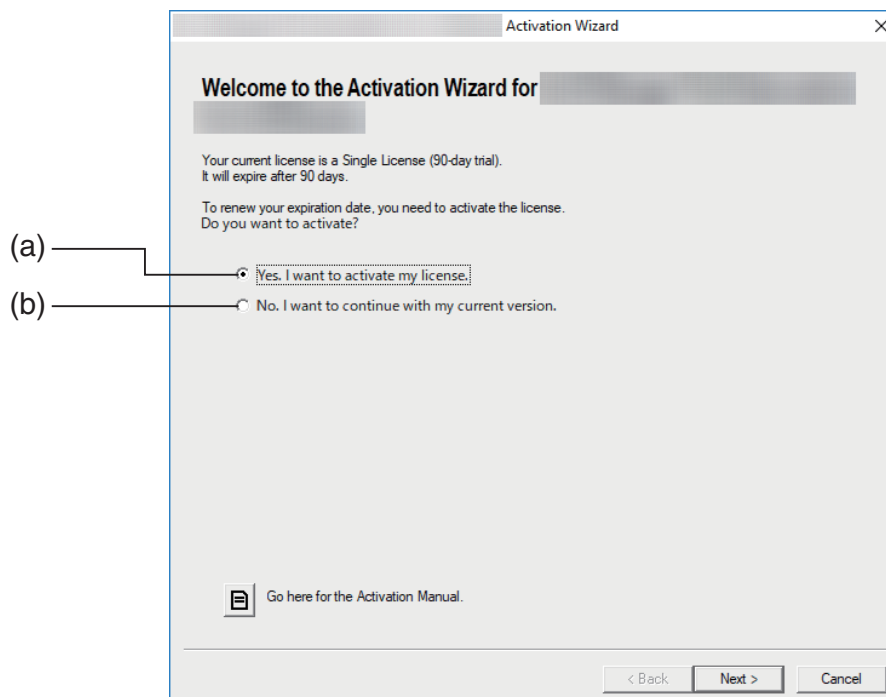 Activation Wizard
Welcome to the Activation Wizard for
Your current license is a Single License (90-day trial).
It will expire after 90 days.
To renew your expiration date, you need to activate the license.
Do you want to activate?
(a)
Yes. I want to activate my license.
(b)
No. I want to continue with my current version.
Go here for the Activation Manual.
< Back
Next >
Cancel